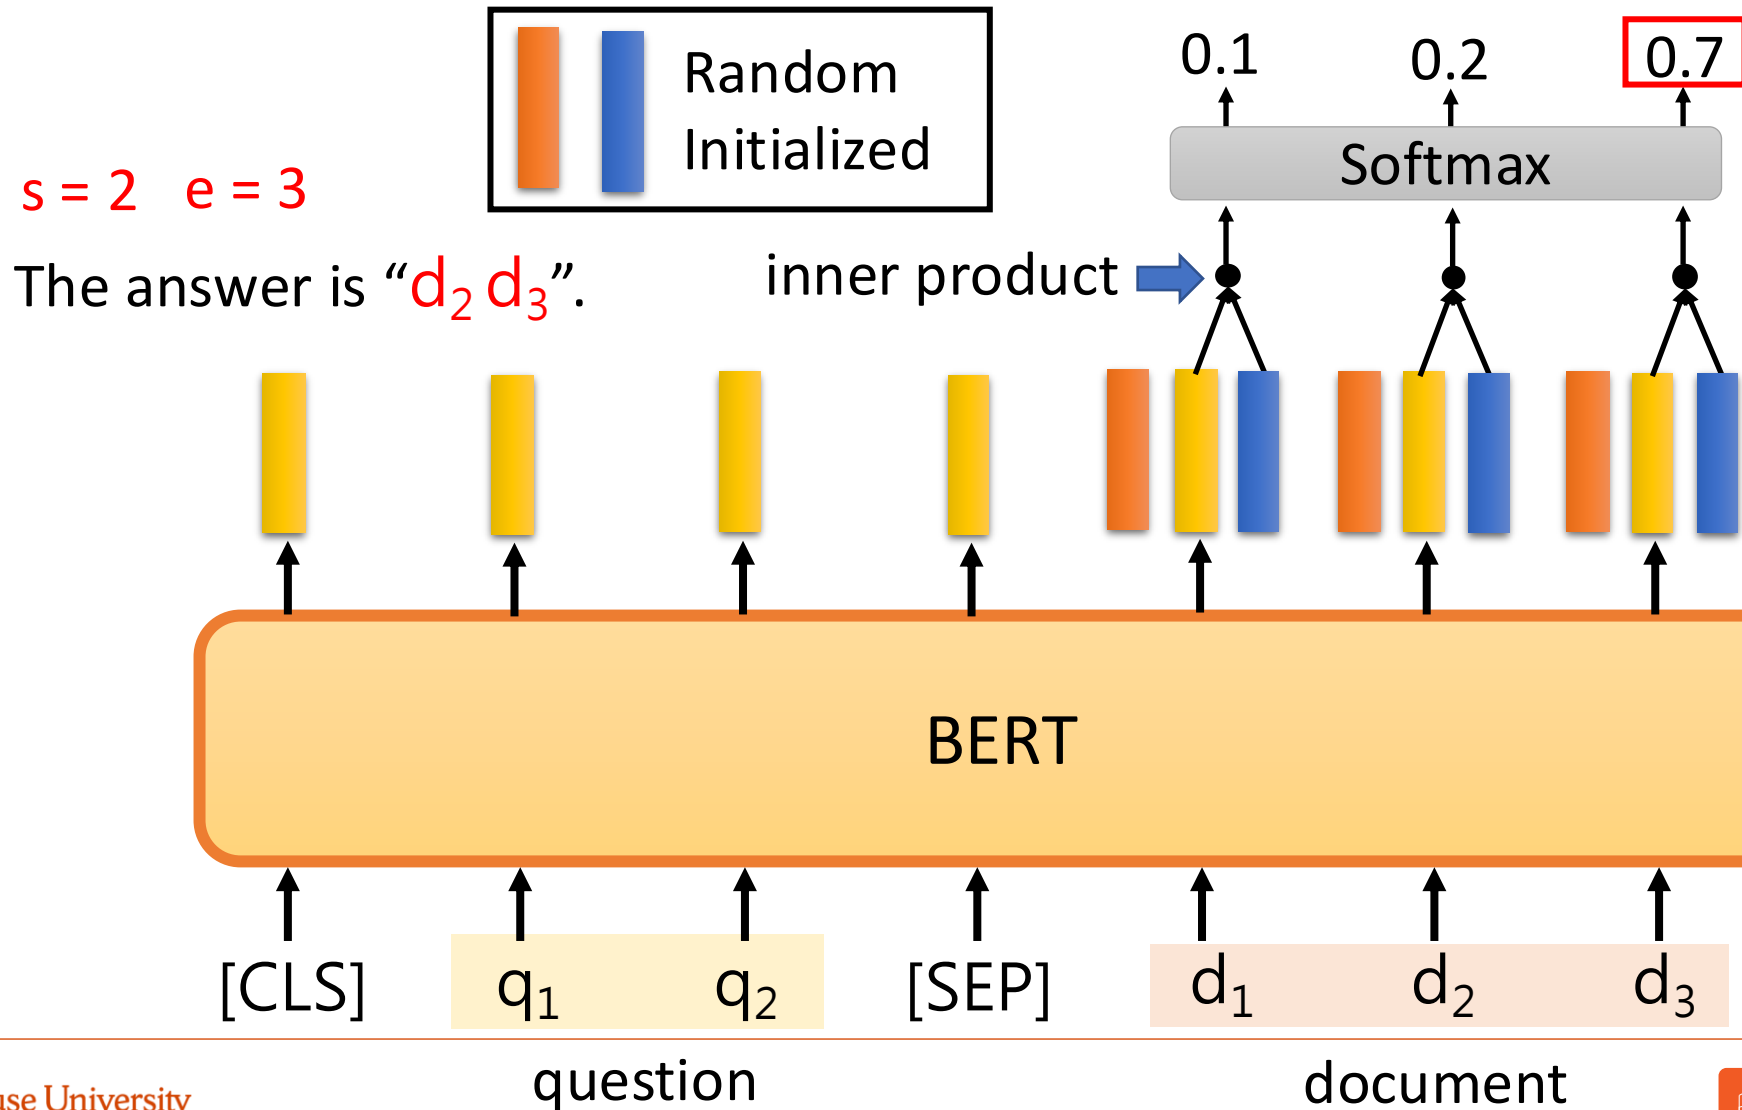 Random
Initialized
0.1 0.2 0.7
Softmax
s = 2 e = 3
The answer is “d₂ d₃”.
inner product
BERT
[CLS] q₁ q₂ [SEP] d₁ d₂ d₃
question document
University